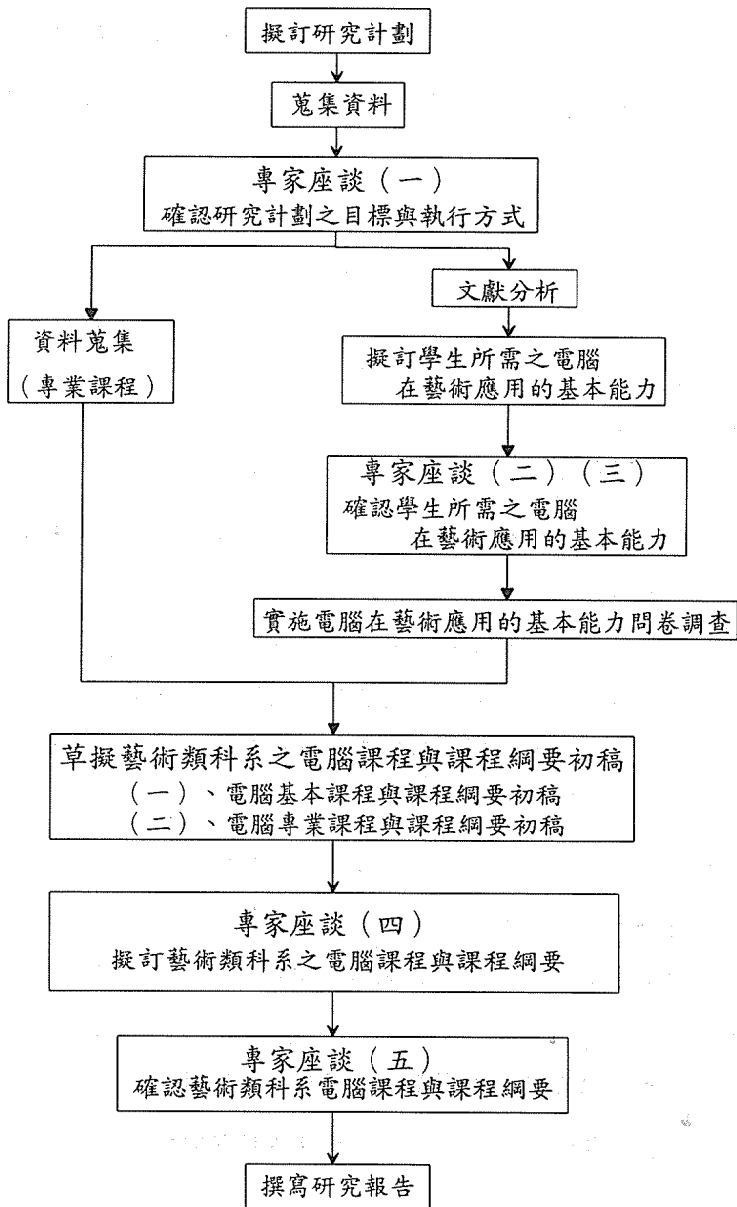 擬訂研究計劃
蒐集資料
專家座談（一）
確認研究計劃之目標與執行方式
文獻分析
資料蒐集
（專業課程）
擬訂學生所需之電腦
在藝術應用的基本能力
專家座談（二）（三）
確認學生所需之電腦
在藝術應用的基本能力
實施電腦在藝術應用的基本能力問卷調查
草擬藝術類科系之電腦課程與課程綱要初稿
（一）、電腦基本課程與課程綱要初稿
（二）、電腦專業課程與課程綱要初稿
專家座談（四）
擬訂藝術類科系之電腦課程與課程綱要
專家座談（五）
確認藝術類科系電腦課程與課程綱要
撰寫研究報告